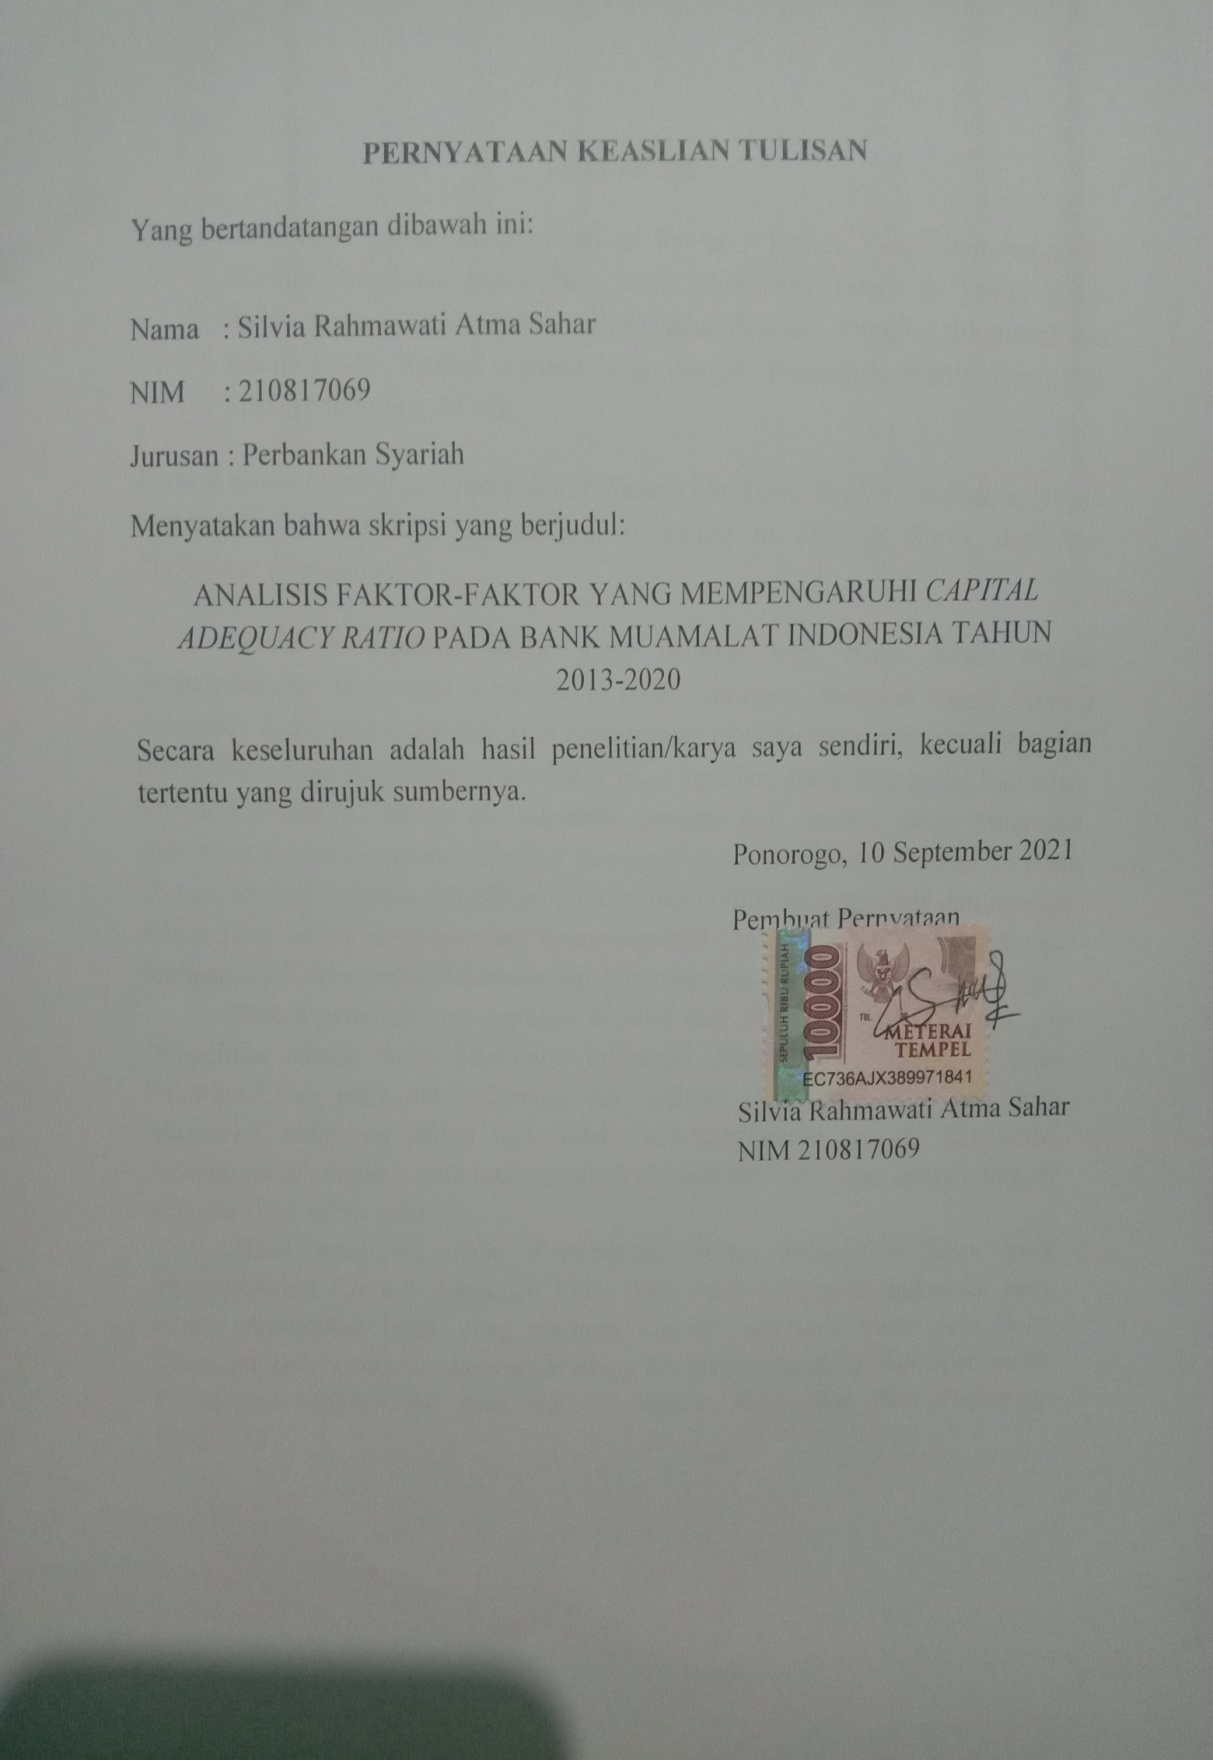 PERNYATAAN KEASLIAN TULISAN
Yang bertandatangan dibawah ini:
Nama : Silvia Rahmawati Atma Sahar
NIM : 210817069
Jurusan : Perbankan Syariah
Menyatakan bahwa skripsi yang berjudul:
ANALISIS FAKTOR-FAKTOR YANG MEMPENGARUHI CAPITAL
ADEQUACY RATIO PADA BANK MUAMALAT INDONESIA TAHUN
2013-2020
Secara keseluruhan adalah hasil penelitian/karya saya sendiri, kecuali bagian
tertentu yang dirujuk sumbernya.
Ponorogo, 10 September 2021
Pembuat Pernyataan
SEPULUH RIBU RUPIAH
10000
TGL.
METERAI
TEMPEL
EC736AJX389971841
Silvia Rahmawati Atma Sahar
NIM 210817069